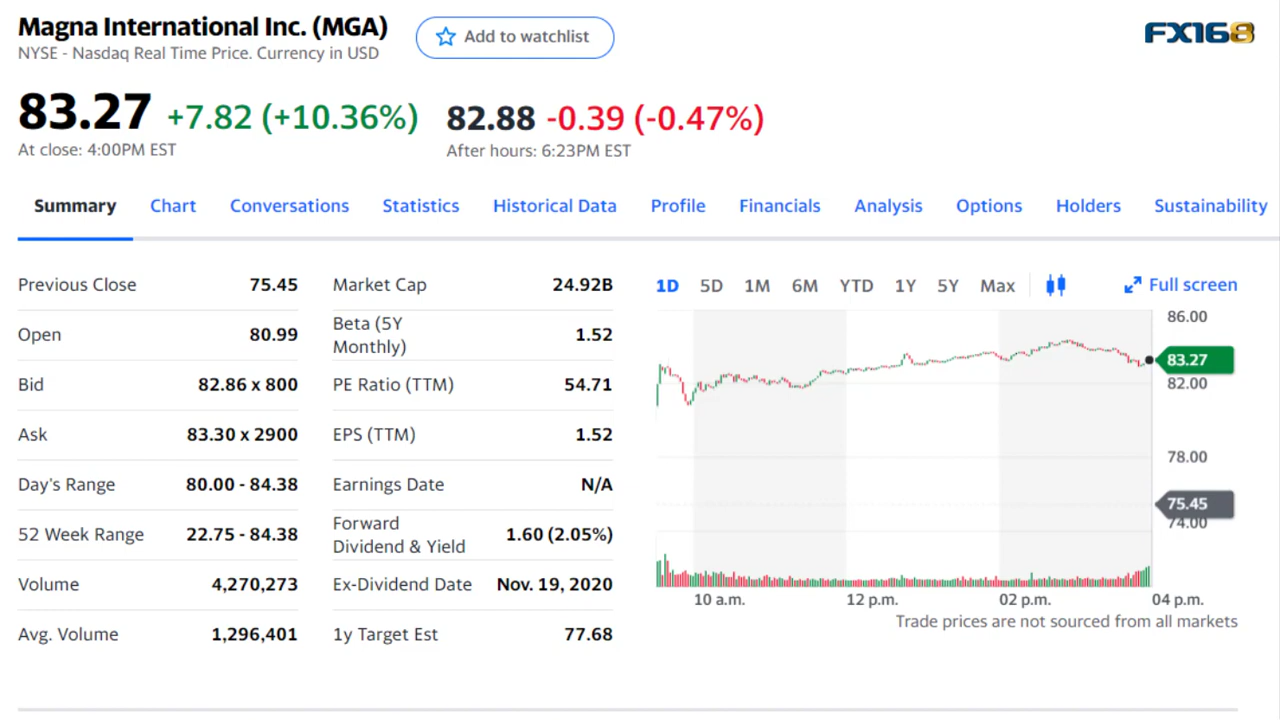 Magna International Inc. (MGA)
Add to watchlist
FX168
NYSE - Nasdaq Real Time Price. Currency in USD
83.27 +7.82 (+10.36%) 82.88 -0.39 (-0.47%)
At close: 4:00PM EST After hours: 6:23PM EST
Summary Chart Conversations Statistics Historical Data Profile Financials Analysis Options Holders Sustainability
Previous Close 75.45
Open 80.99
Bid 82.86 x 800
Ask 83.30 x 2900
Day's Range 80.00 - 84.38
52 Week Range 22.75 - 84.38
Volume 4,270,273
Avg. Volume 1,296,401
Market Cap 24.92B
Beta (5Y
Monthly) 1.52
PE Ratio (TTM) 54.71
EPS (TTM) 1.52
Earnings Date N/A
Forward
Dividend & Yield 1.60 (2.05%)
Ex-Dividend Date Nov. 19, 2020
1y Target Est 77.68
1D 5D 1M 6M YTD 1Y 5Y Max Full screen
86.00
83.27
82.00
78.00
75.45
74.00
10 a.m. 12 p.m. 02 p.m. 04 p.m.
Trade prices are not sourced from all markets